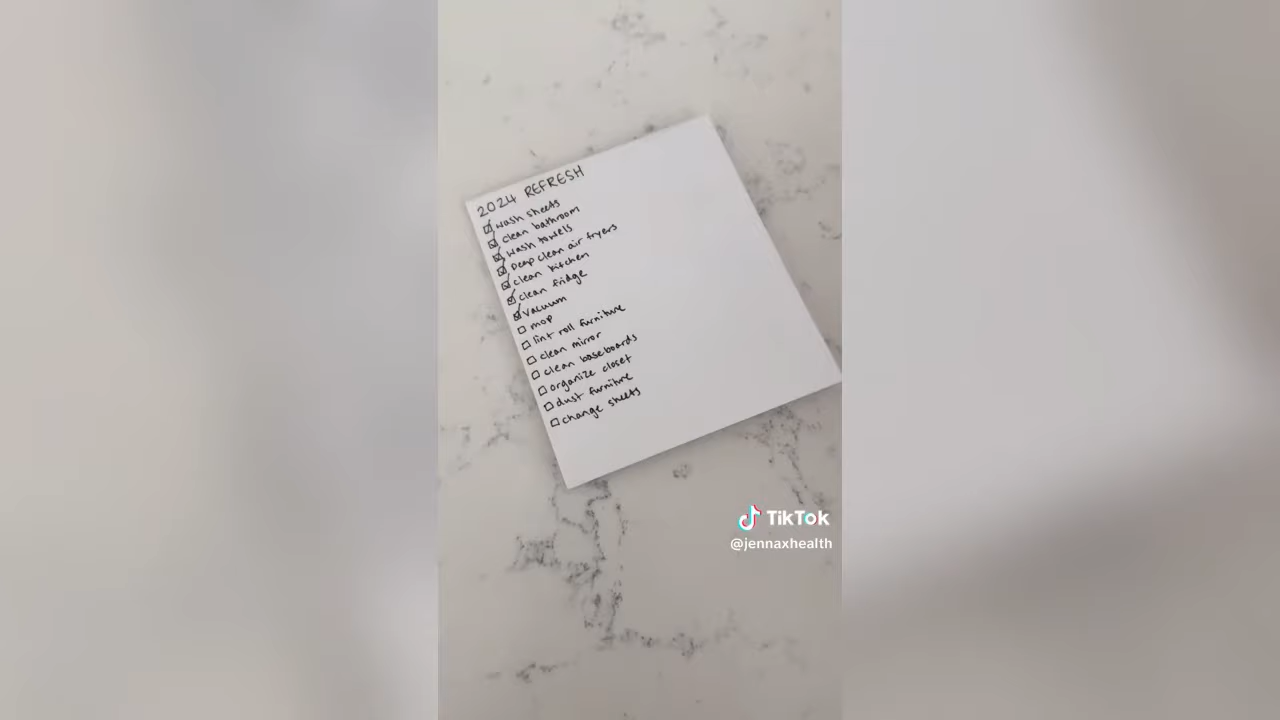 2024 REFRESH
wash sheets
clean bathroom
wash towels
Deep clean air fryers
clean kitchen
clean fridge
vacuum
mop
lint roll furniture
clean mirror
clean baseboards
organize closet
dust furniture
change sheets
TikTok
@jennaxhealth